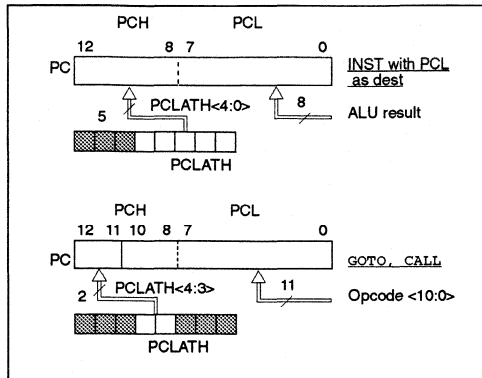 PCH PCL
12 8 7 0
PC
INST with PCL
as dest
5 PCLATH<4:0> 8 ALU result
PCLATH
PCH PCL
12 11 10 8 7 0
PC GOTO, CALL
2 PCLATH<4:3> 11 Opcode <10:0>
PCLATH